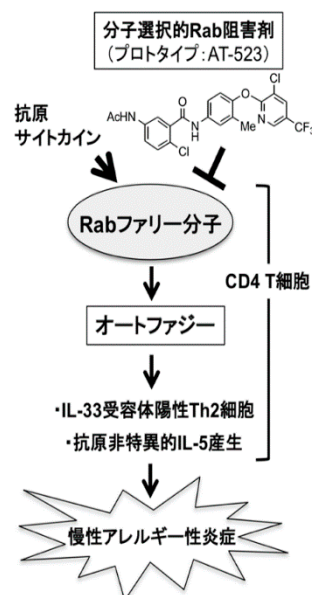 分子選択的Rab阻害剤
(プロトタイプ:AT-523)
抗原
サイトカイン
AcHN
Cl
O
N
H
Me
O
Cl
N
CF3
Rabファリー分子
CD4 T細胞
オートファジー
・IL-33受容体陽性Th2細胞
・抗原非特異的IL-5産生
慢性アレルギー性炎症